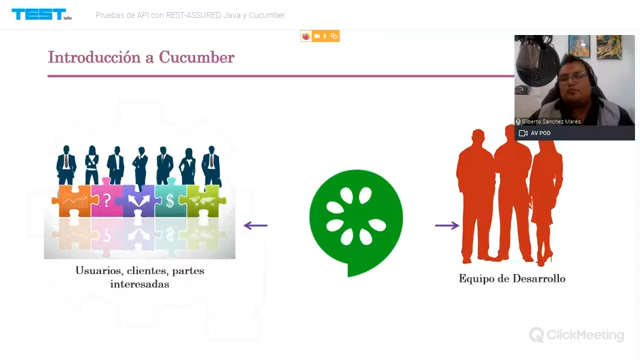 TEST
talks
Pruebas de API con REST-ASSURED, Java y Cucumber
Introducción a Cucumber
Gilberto Sánchez Mares
AV POD
?
$
Usuarios, clientes, partes
interesadas
Equipo de Desarrollo
ClickMeeting